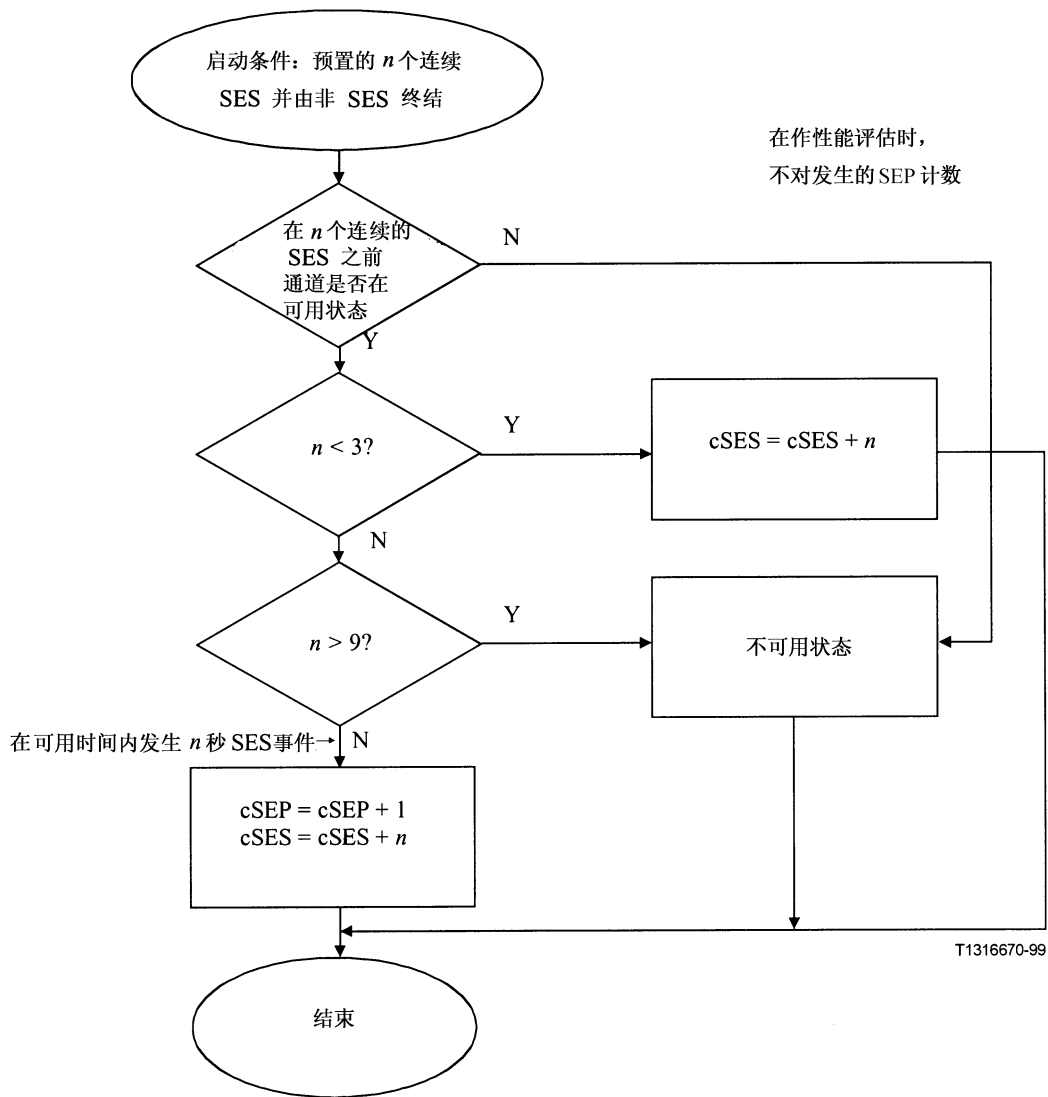 启动条件：预置的 n 个连续
SES 并由非 SES 终结
在作性能评估时，
不对发生的 SEP 计数
在 n 个连续的
SES 之前
通道是否在
可用状态
N
Y
n < 3?
Y
cSES = cSES + n
N
n > 9?
Y
不可用状态
在可用时间内发生 n 秒 SES 事件→
N
cSEP = cSEP + 1
cSES = cSES + n
T1316670-99
结束